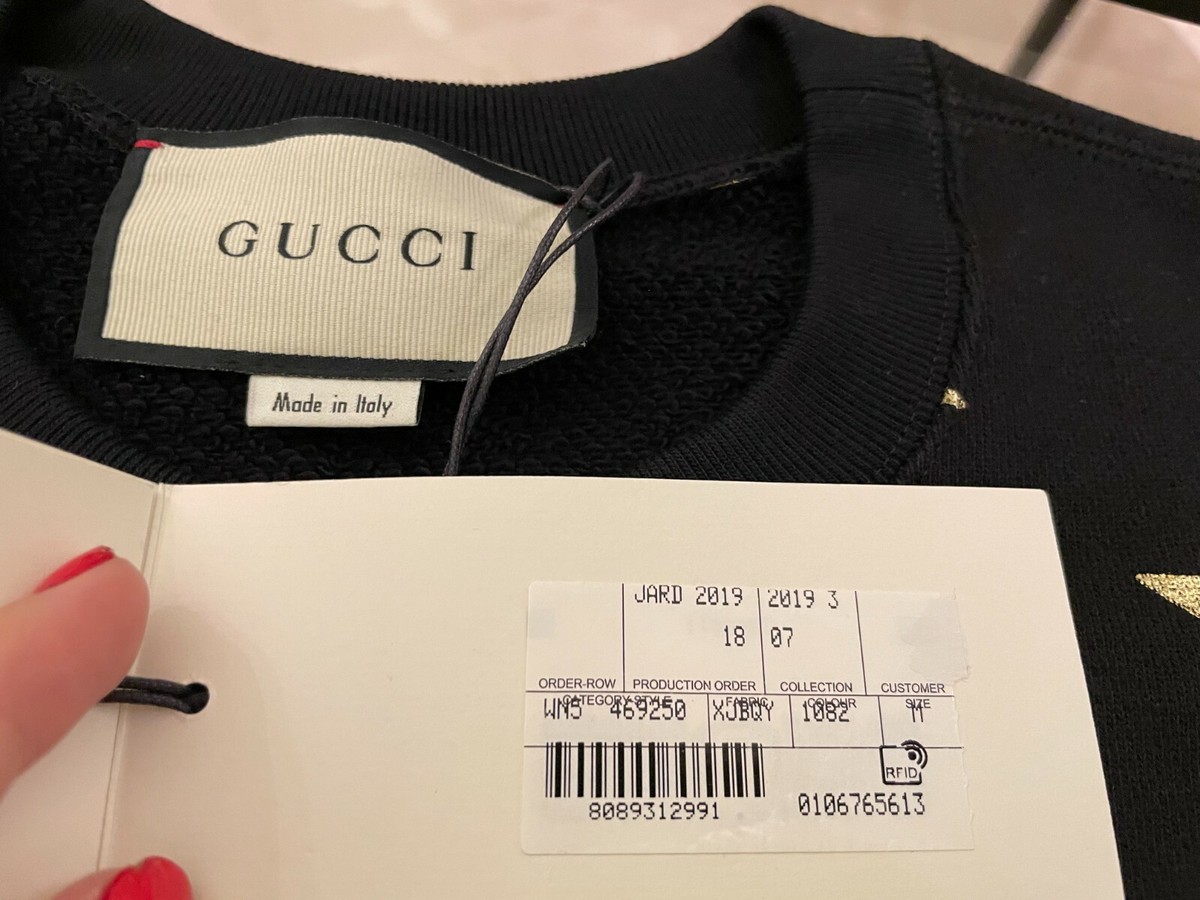 GUCCI
Made in Italy
JARD 2019 2019 3
18 07
ORDER-ROW PRODUCTION ORDER COLLECTION CUSTOMER
CATEGORY STYLE FABRIC COLOUR SIZE
WN5 469250 XJBQY 1082 M
RFID
8089312991 0106765613